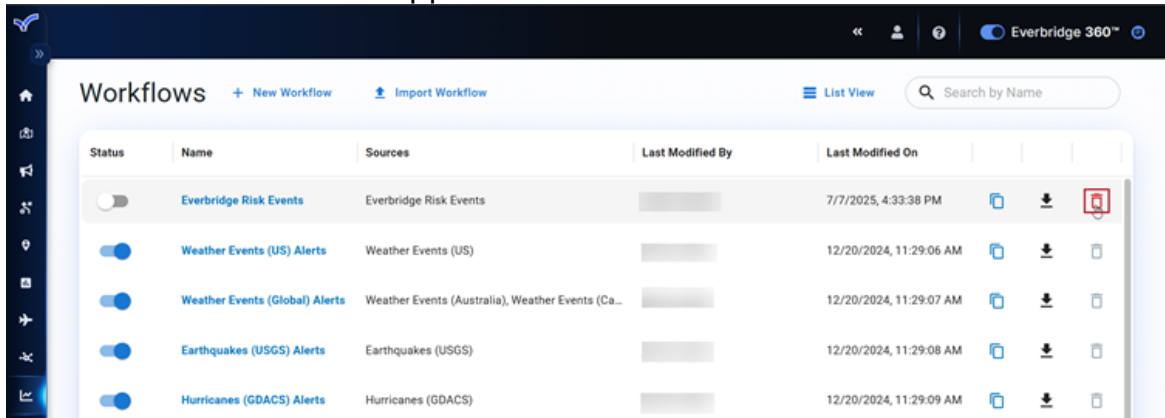 « Everbridge 360™
Workflows + New Workflow Import Workflow List View Search by Name
Status Name Sources Last Modified By Last Modified On
Everbridge Risk Events Everbridge Risk Events 7/7/2025, 4:33:38 PM
Weather Events (US) Alerts Weather Events (US) 12/20/2024, 11:29:06 AM
Weather Events (Global) Alerts Weather Events (Australia), Weather Events (Ca... 12/20/2024, 11:29:07 AM
Earthquakes (USGS) Alerts Earthquakes (USGS) 12/20/2024, 11:29:08 AM
Hurricanes (GDACS) Alerts Hurricanes (GDACS) 12/20/2024, 11:29:09 AM